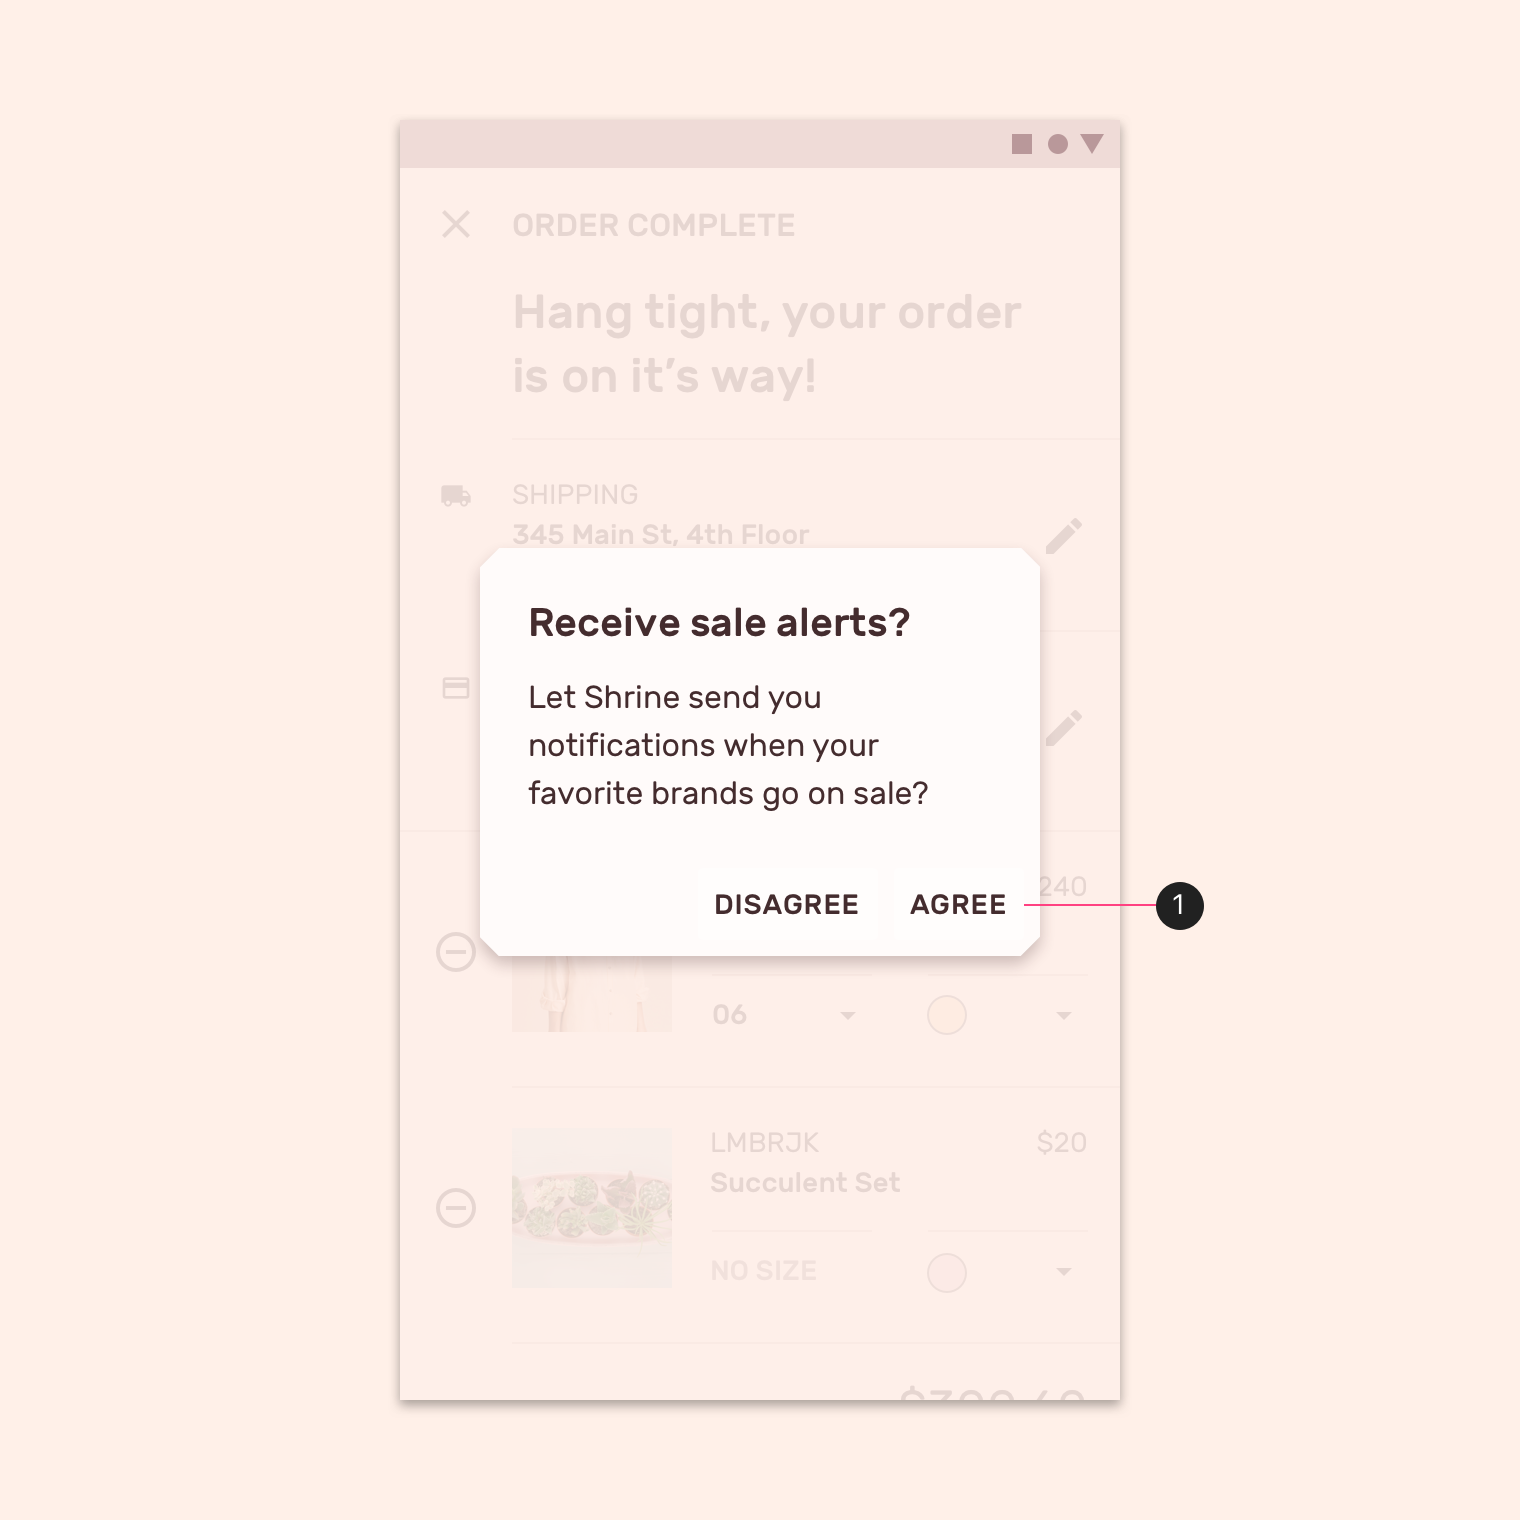 ORDER COMPLETE
Hang tight, your order
is on it’s way!
SHIPPING
345 Main St, 4th Floor
Receive sale alerts?
Let Shrine send you
notifications when your
favorite brands go on sale?
240
DISAGREE AGREE 1
06
LMBRJK $20
Succulent Set
NO SIZE